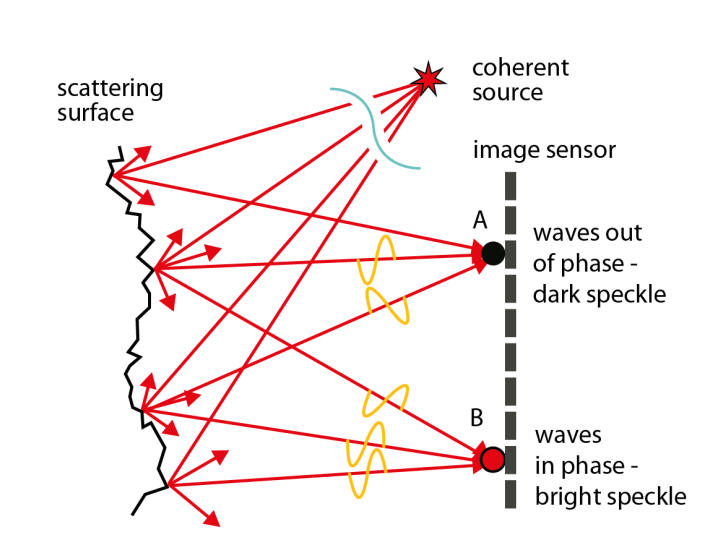 coherent
source
scattering
surface
image sensor
A
waves out
of phase -
dark speckle
B
waves
in phase -
bright speckle